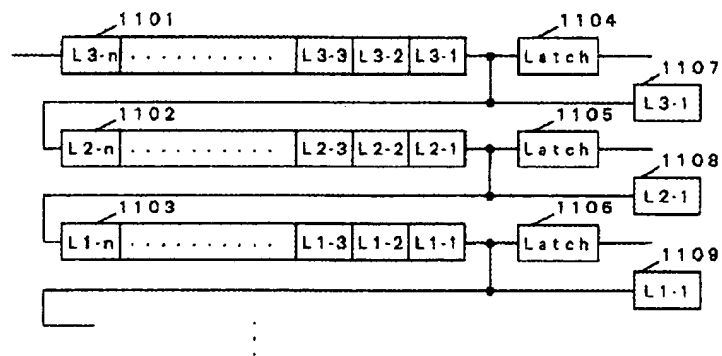 1101
1104
L3-n .......... L3-3 L3-2 L3-1 Latch
1107
L3-1
1102
1105
L2-n .......... L2-3 L2-2 L2-1 Latch
1108
L2-1
1103
1106
L1-n .......... L1-3 L1-2 L1-1 Latch
1109
L1-1